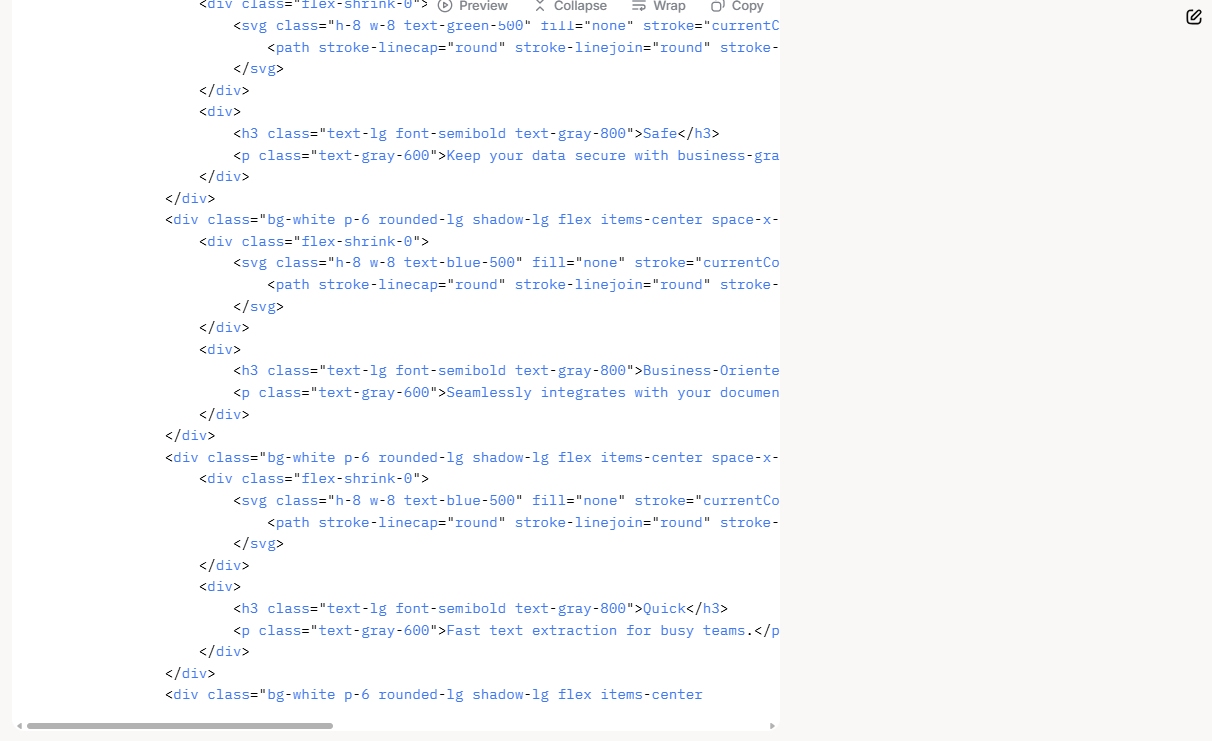 <div class="flex-shrink-0"> Preview Collapse Wrap Copy
<svg class="h-8 w-8 text-green-500" fill="none" stroke="currentC
<path stroke-linecap="round" stroke-linejoin="round" stroke-
</svg>
</div>
<div>
<h3 class="text-lg font-semibold text-gray-800">Safe</h3>
<p class="text-gray-600">Keep your data secure with business-gra
</div>
</div>
<div class="bg-white p-6 rounded-lg shadow-lg flex items-center space-x-
<div class="flex-shrink-0">
<svg class="h-8 w-8 text-blue-500" fill="none" stroke="currentCo
<path stroke-linecap="round" stroke-linejoin="round" stroke-
</svg>
</div>
<div>
<h3 class="text-lg font-semibold text-gray-800">Business-Oriente
<p class="text-gray-600">Seamlessly integrates with your documen
</div>
</div>
<div class="bg-white p-6 rounded-lg shadow-lg flex items-center space-x-
<div class="flex-shrink-0">
<svg class="h-8 w-8 text-blue-500" fill="none" stroke="currentCo
<path stroke-linecap="round" stroke-linejoin="round" stroke-
</svg>
</div>
<div>
<h3 class="text-lg font-semibold text-gray-800">Quick</h3>
<p class="text-gray-600">Fast text extraction for busy teams.</p
</div>
</div>
<div class="bg-white p-6 rounded-lg shadow-lg flex items-center